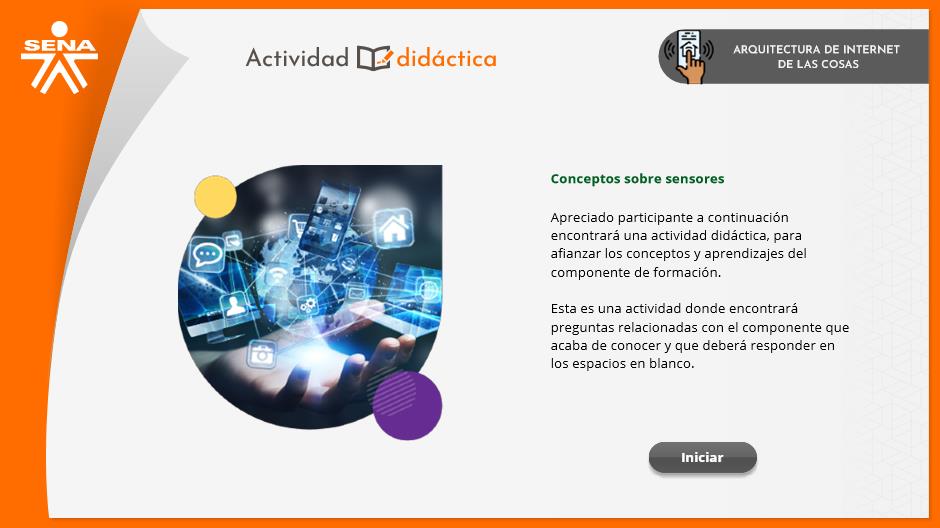 SENA
Actividad didáctica
ARQUITECTURA DE INTERNET
DE LAS COSAS
Conceptos sobre sensores
Apreciado participante a continuación
encontrará una actividad didáctica, para
afianzar los conceptos y aprendizajes del
componente de formación.
Esta es una actividad donde encontrará
preguntas relacionadas con el componente que
acaba de conocer y que deberá responder en
los espacios en blanco.
Iniciar